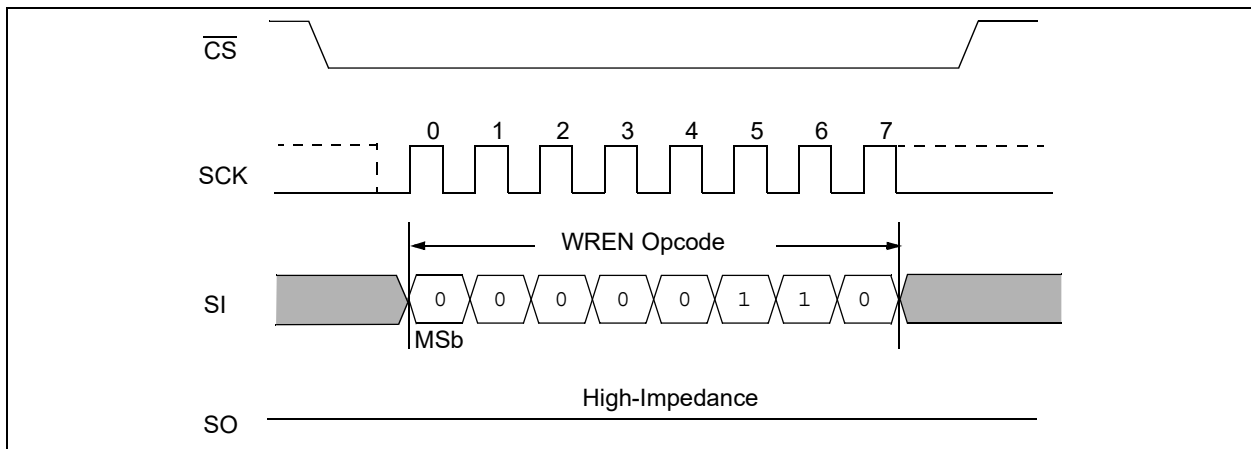 CS
0 1 2 3 4 5 6 7
SCK
WREN Opcode
SI 0 0 0 0 0 1 1 0
MSb
High-Impedance
SO